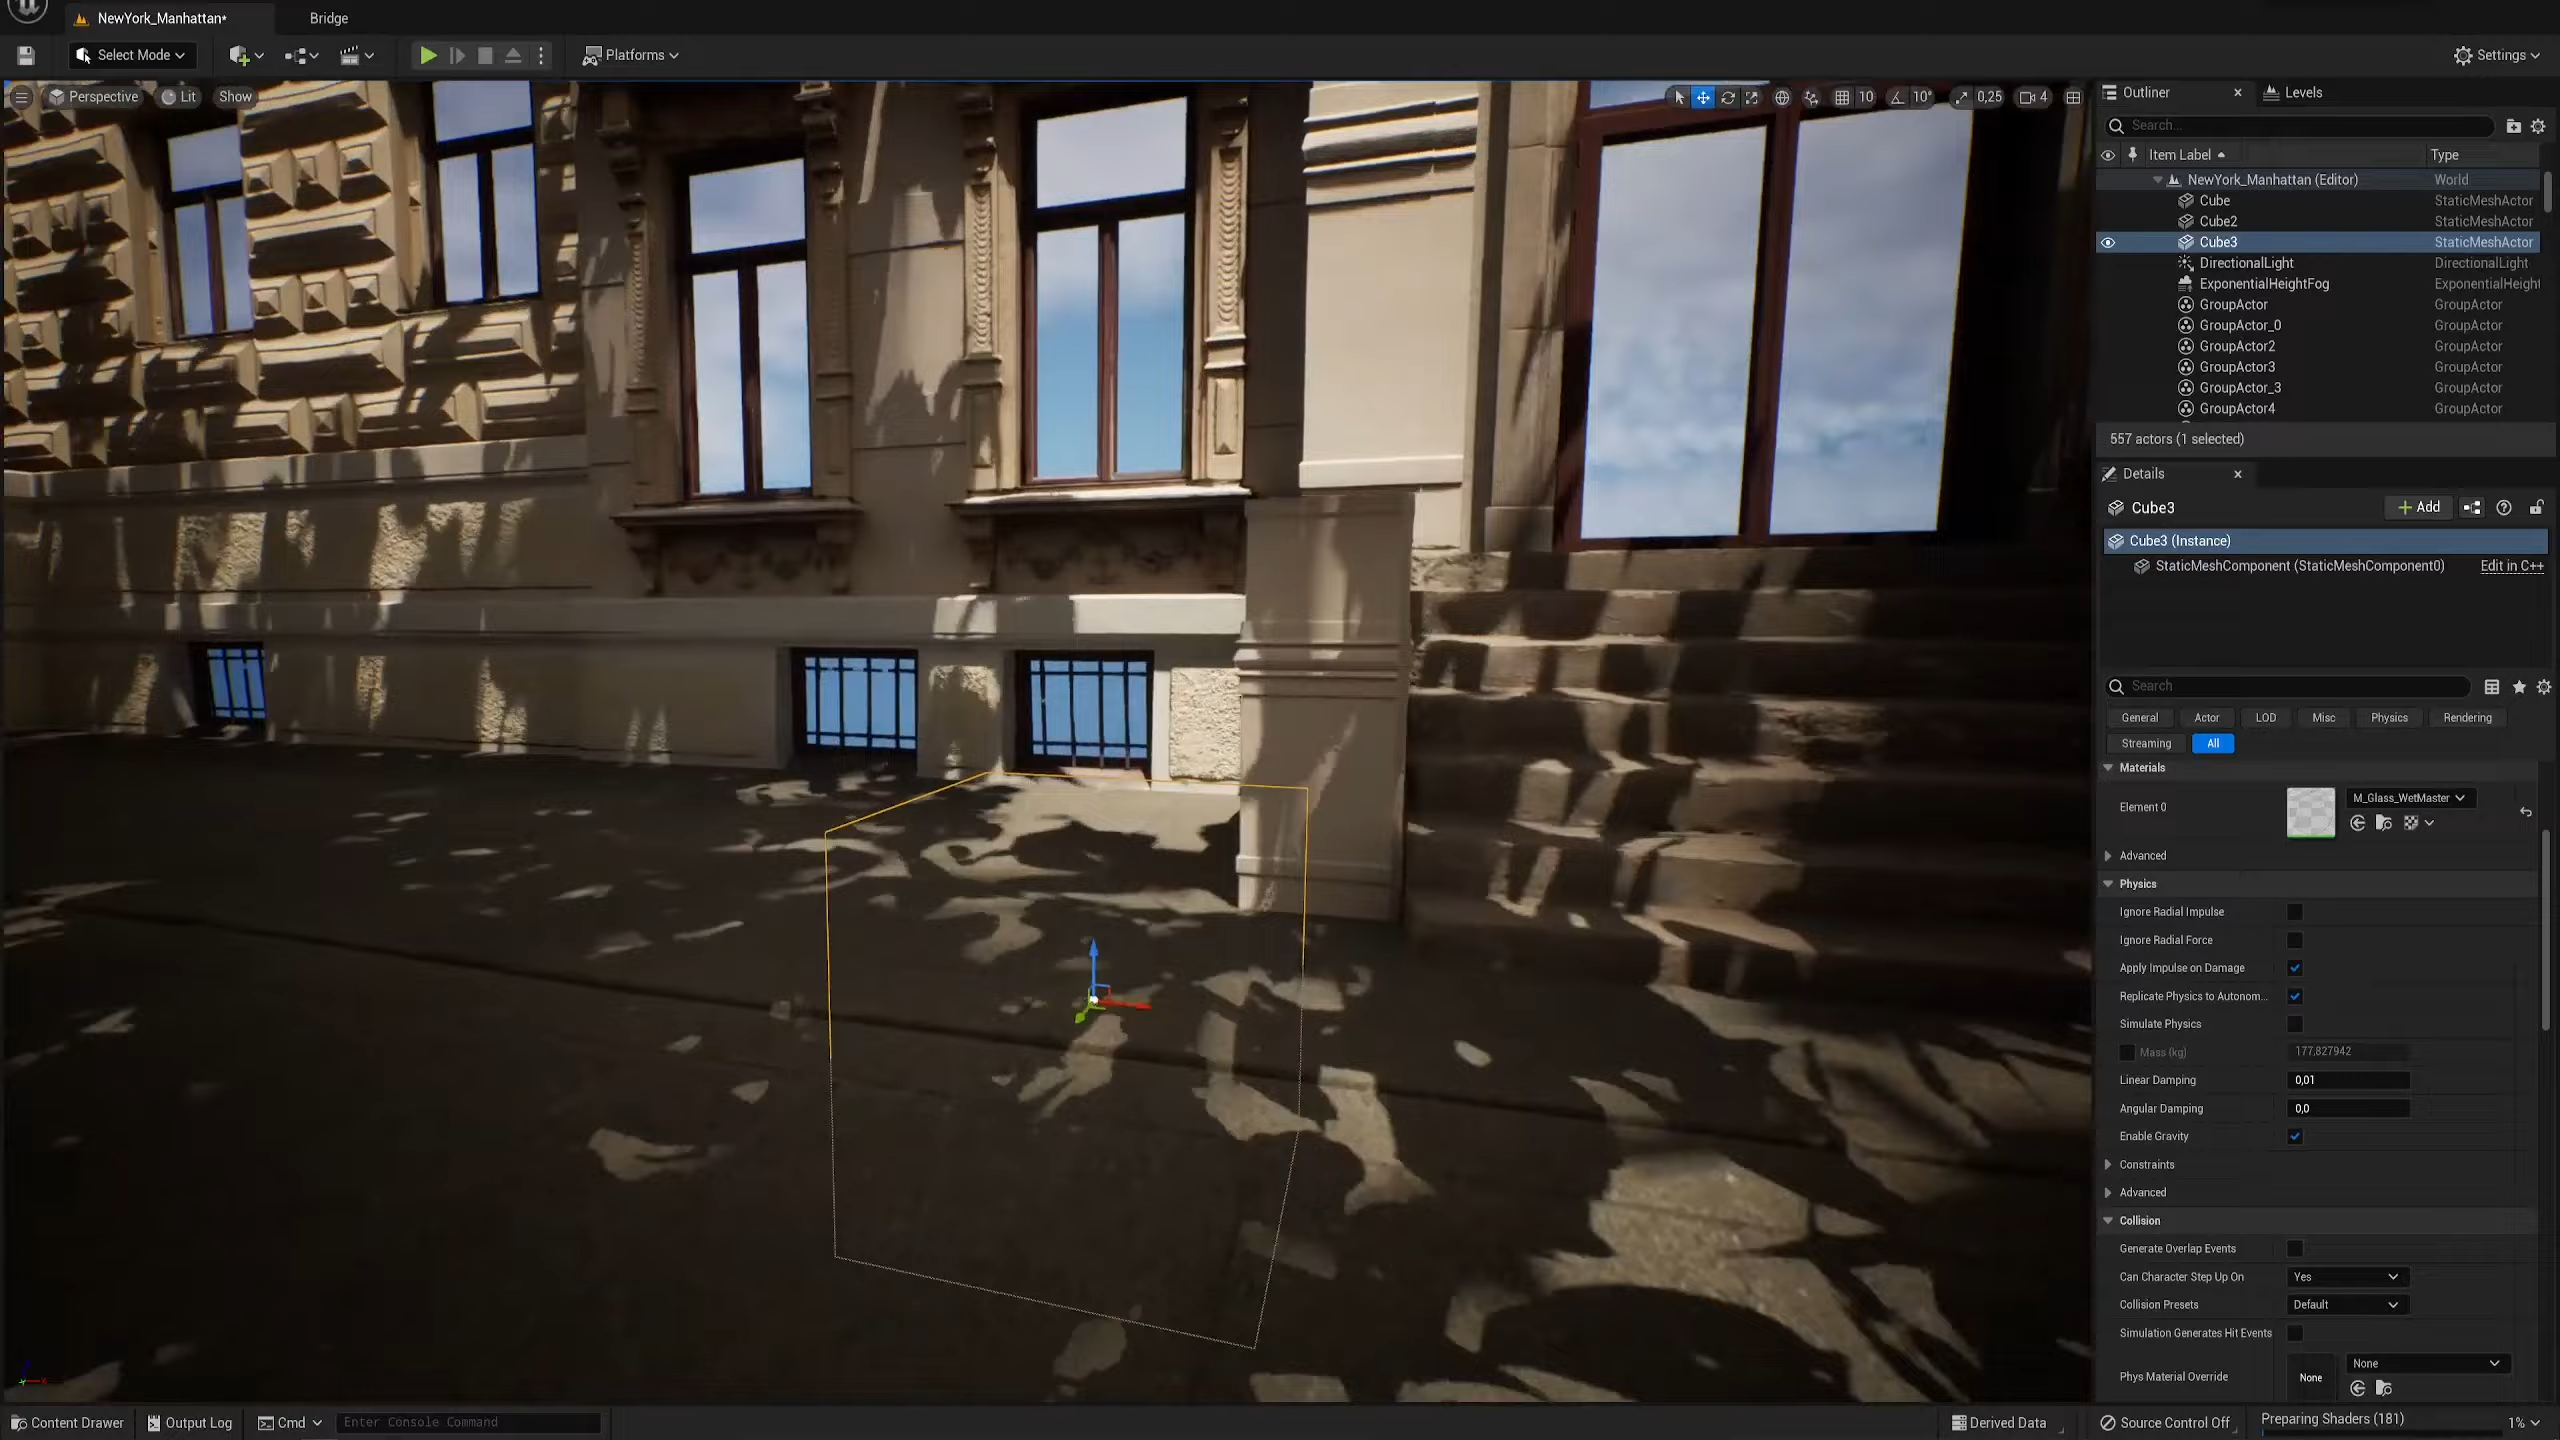 NewYork_Manhattan*
Bridge
Select Mode
Platforms
Settings
Perspective
Lit
Show
10
10°
0,25
4
Outliner
Levels
Search...
Item Label
Type
NewYork_Manhattan (Editor)
World
Cube
StaticMeshActor
Cube2
StaticMeshActor
Cube3
StaticMeshActor
DirectionalLight
DirectionalLight
ExponentialHeightFog
ExponentialHeight
GroupActor
GroupActor
GroupActor_0
GroupActor
GroupActor2
GroupActor
GroupActor3
GroupActor
GroupActor_3
GroupActor
GroupActor4
GroupActor
557 actors (1 selected)
Details
Cube3
Add
Cube3 (Instance)
StaticMeshComponent (StaticMeshComponent0)
Edit in C++
Search
General
Actor
LOD
Misc
Physics
Rendering
Streaming
All
Materials
Element 0
M_Glass_WetMaster
Advanced
Physics
Ignore Radial Impulse
Ignore Radial Force
Apply Impulse on Damage
Replicate Physics to Autonom...
Simulate Physics
Mass (kg)
177,827942
Linear Damping
0,01
Angular Damping
0,0
Enable Gravity
Constraints
Advanced
Collision
Generate Overlap Events
Can Character Step Up On
Yes
Collision Presets
Default
Simulation Generates Hit Events
Phys Material Override
None
None
Content Drawer
Output Log
Cmd
Enter Console Command
Derived Data
Source Control Off
Preparing Shaders (181)
1%